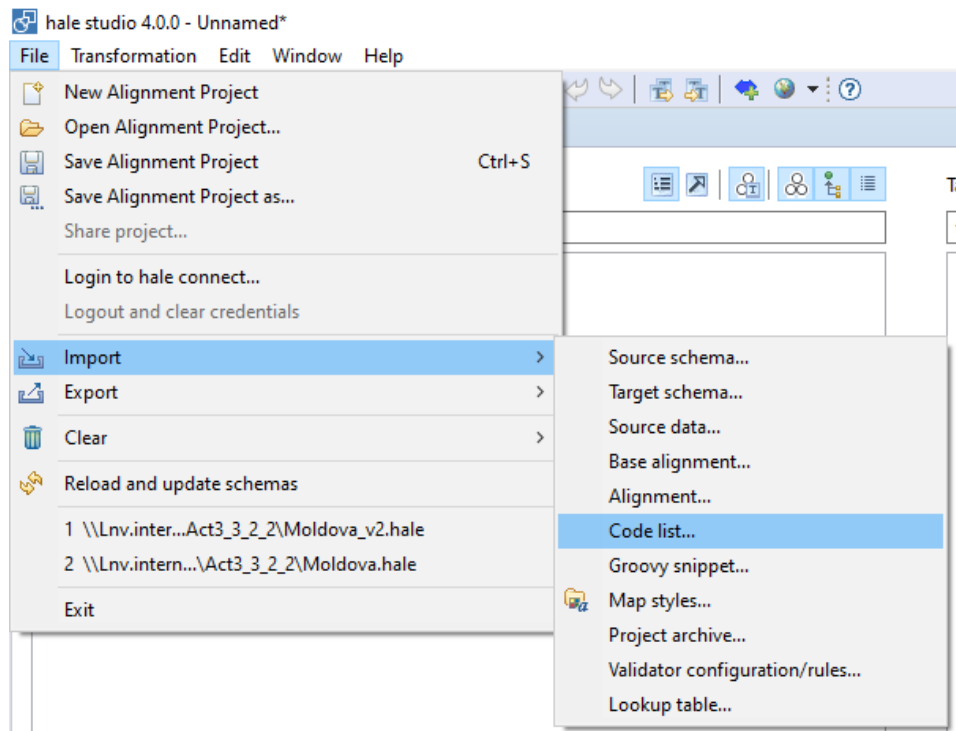 hale studio 4.0.0 - Unnamed*
File Transformation Edit Window Help
New Alignment Project
Open Alignment Project...
Save Alignment Project Ctrl+S
Save Alignment Project as...
Share project...
Login to hale connect...
Logout and clear credentials
Import
Export
Clear
Reload and update schemas
1 \\Lnv.inter...Act3_3_2_2\Moldova_v2.hale
2 \\Lnv.intern...\Act3_3_2_2\Moldova.hale
Exit
Source schema...
Target schema...
Source data...
Base alignment...
Alignment...
Code list...
Groovy snippet...
Map styles...
Project archive...
Validator configuration/rules...
Lookup table...